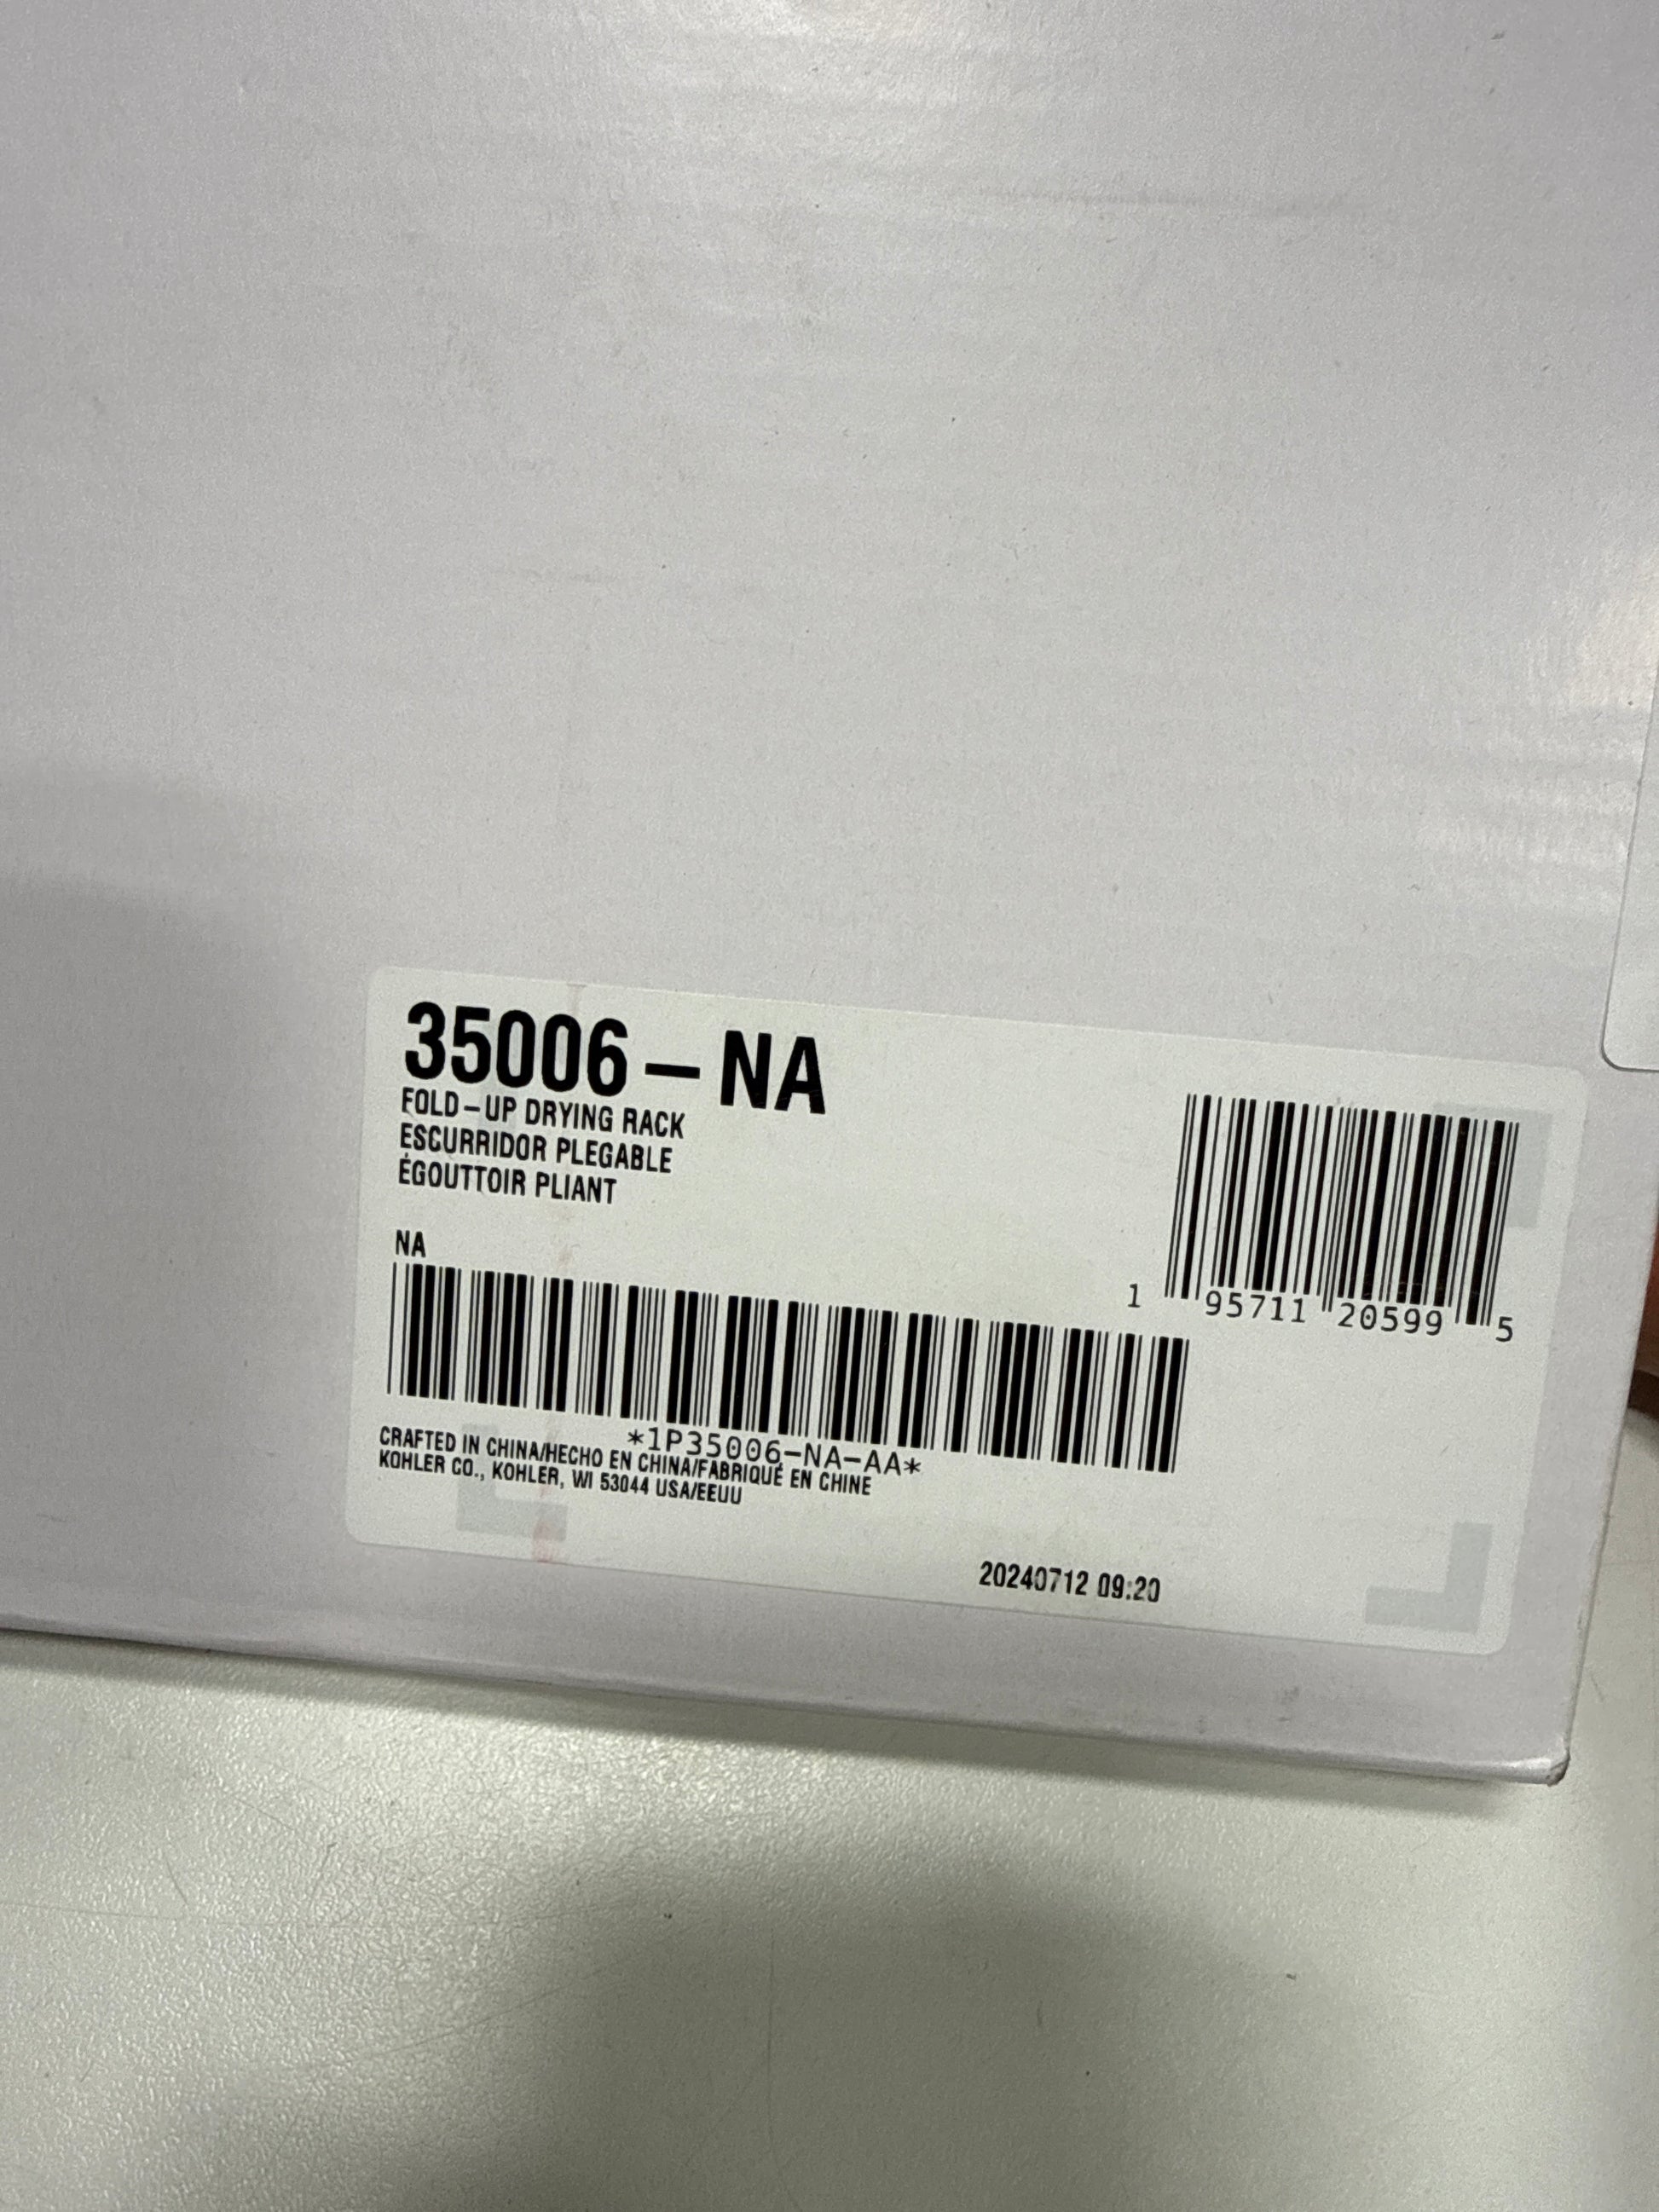 35006-NA
FOLD-UP DRYING RACK
ESCURRIDOR PLEGABLE
ÉGOUTTOIR PLIANT
NA
1 95711 20599 5
*1P35006-NA-AA*
CRAFTED IN CHINA/HECHO EN CHINA/FABRIQUÉ EN CHINE
KOHLER CO., KOHLER, WI 53044 USA/EEUU
20240712 09:20